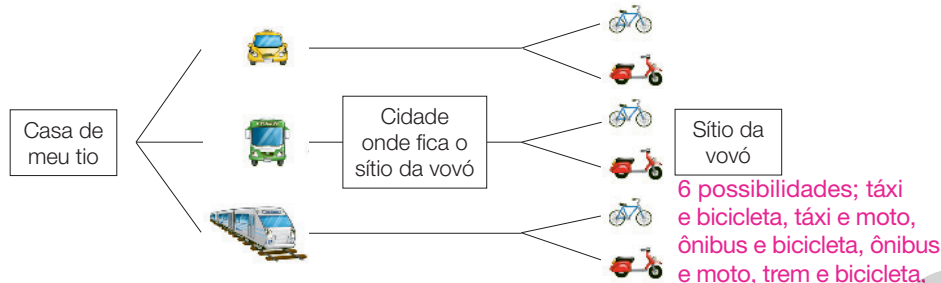 Casa de
meu tio
Cidade
onde fica o
sítio da vovó
Sítio da
vovó
6 possibilidades; táxi
e bicicleta, táxi e moto,
ônibus e bicicleta, ônibus
e moto, trem e bicicleta,